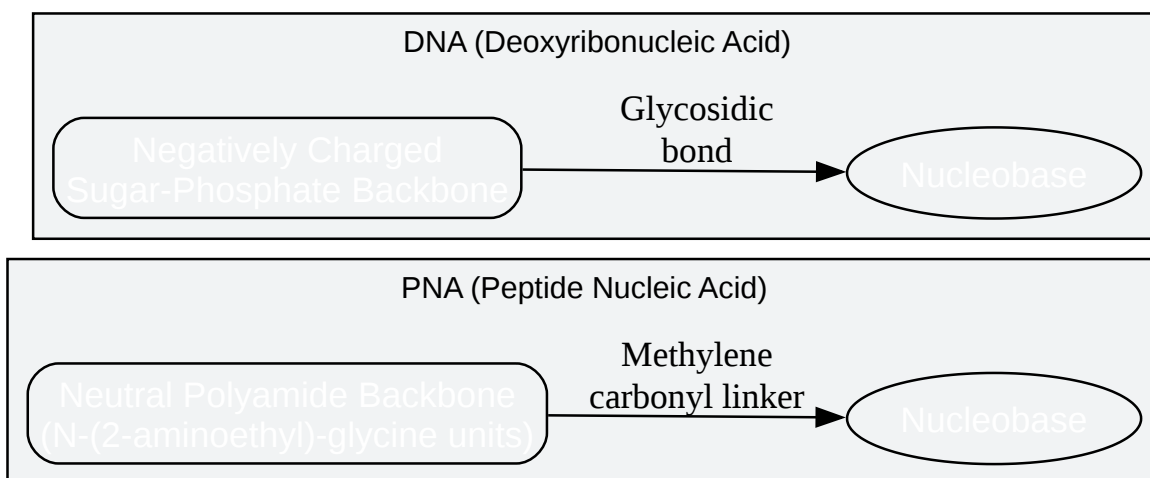 DNA (Deoxyribonucleic Acid)
Glycosidic
bond
Negatively Charged
Sugar-Phosphate Backbone
Nucleobase
PNA (Peptide Nucleic Acid)
Methylene
carbonyl linker
Neutral Polyamide Backbone
(N-(2-aminoethyl)-glycine units)
Nucleobase